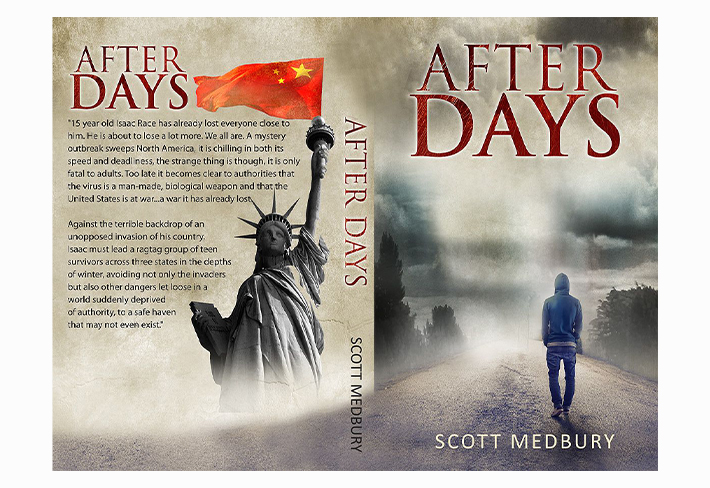 AFTER
DAYS
"15 year old Isaac Race has already lost everyone close to
him. He is about to lose a lot more. We all are. A mystery
outbreak sweeps North America, it is chilling in both its
speed and deadliness, the strange thing is though, it is only
fatal to adults. Too late it becomes clear to authorities that
the virus is a man-made, biological weapon and that the
United States is at war...a war it has already lost.
Against the terrible backdrop of an
unopposed invasion of his country,
Isaac must lead a ragtag group of teen
survivors across three states in the depths
of winter, avoiding not only the invaders
but also other dangers let loose in a
world suddenly deprived
of authority, to a safe haven
that may not even exist."
AFTER DAYS
SCOTT MEDBURY
AFTER
DAYS
SCOTT MEDBURY